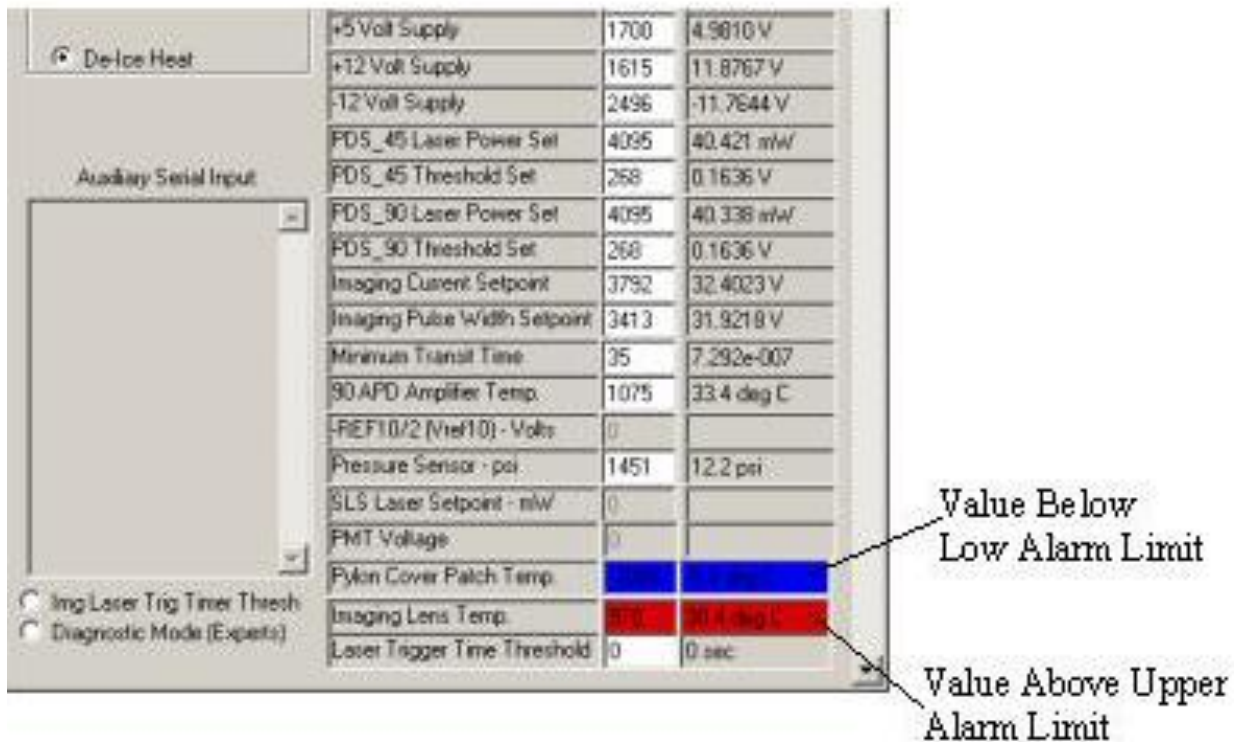 +5 Volt Supply 1700 4.9810 V
De-Ice Heat
+12 Volt Supply 1615 11.8767 V
-12 Volt Supply 2496 -11.7644 V
PDS_45 Laser Power Set 4095 40.421 mW
Auxiliary Serial Input
PDS_45 Threshold Set 268 0.1636 V
PDS_90 Laser Power Set 4095 40.338 mW
PDS_90 Threshold Set 268 0.1636 V
Imaging Current Setpoint 3792 32.4023 V
Imaging Pulse Width Setpoint 3413 31.9218 V
Minimum Transit Time 35 7.292e-007
90 APD Amplifier Temp. 1075 33.4 deg C
-REF10/2 (Vref10) - Volts 0
Pressure Sensor - psi 1451 12.2 psi
SLS Laser Setpoint - mW 0
PMT Voltage 0
Pylon Cover Patch Temp. deg C
Img Laser Trig Timer Thresh
Imaging Lens Temp. 970 30.4 deg C
Diagnostic Mode (Experts)
Laser Trigger Time Threshold 0 0 sec
Value Below
Low Alarm Limit
Value Above Upper
Alarm Limit